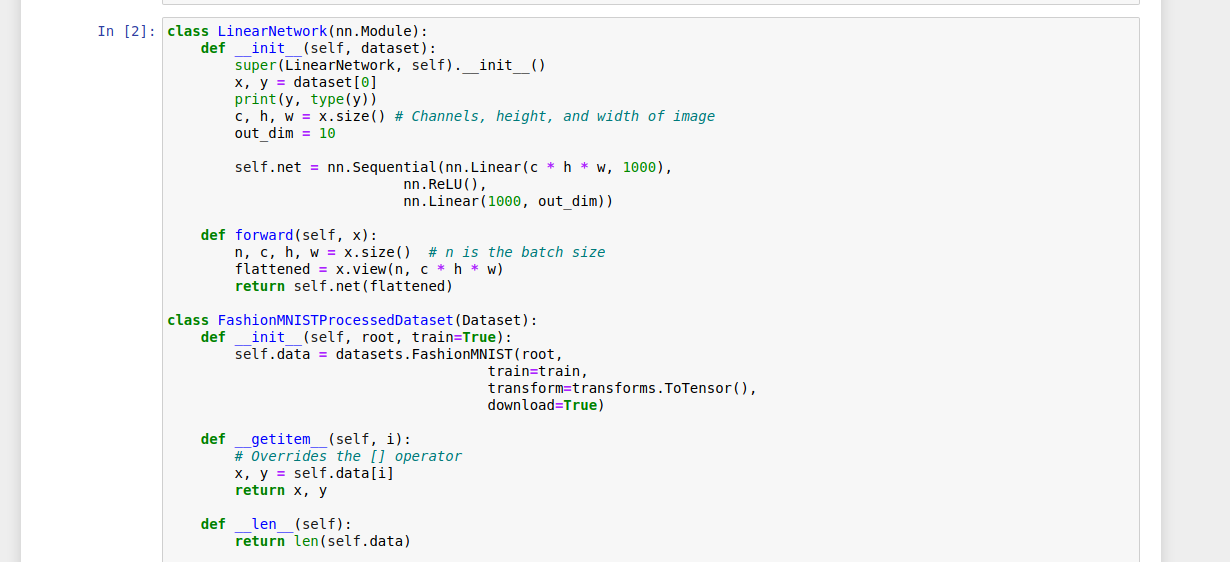 In [2]: class LinearNetwork(nn.Module):
    def __init__(self, dataset):
        super(LinearNetwork, self).__init__()
        x, y = dataset[0]
        print(y, type(y))
        c, h, w = x.size() # Channels, height, and width of image
        out_dim = 10
        self.net = nn.Sequential(nn.Linear(c * h * w, 1000),
                            nn.ReLU(),
                            nn.Linear(1000, out_dim))
    def forward(self, x):
        n, c, h, w = x.size()  # n is the batch size
        flattened = x.view(n, c * h * w)
        return self.net(flattened)
class FashionMNISTProcessedDataset(Dataset):
    def __init__(self, root, train=True):
        self.data = datasets.FashionMNIST(root,
                                      train=train,
                                      transform=transforms.ToTensor(),
                                      download=True)
    def __getitem__(self, i):
        # Overrides the [] operator
        x, y = self.data[i]
        return x, y
    def __len__(self):
        return len(self.data)